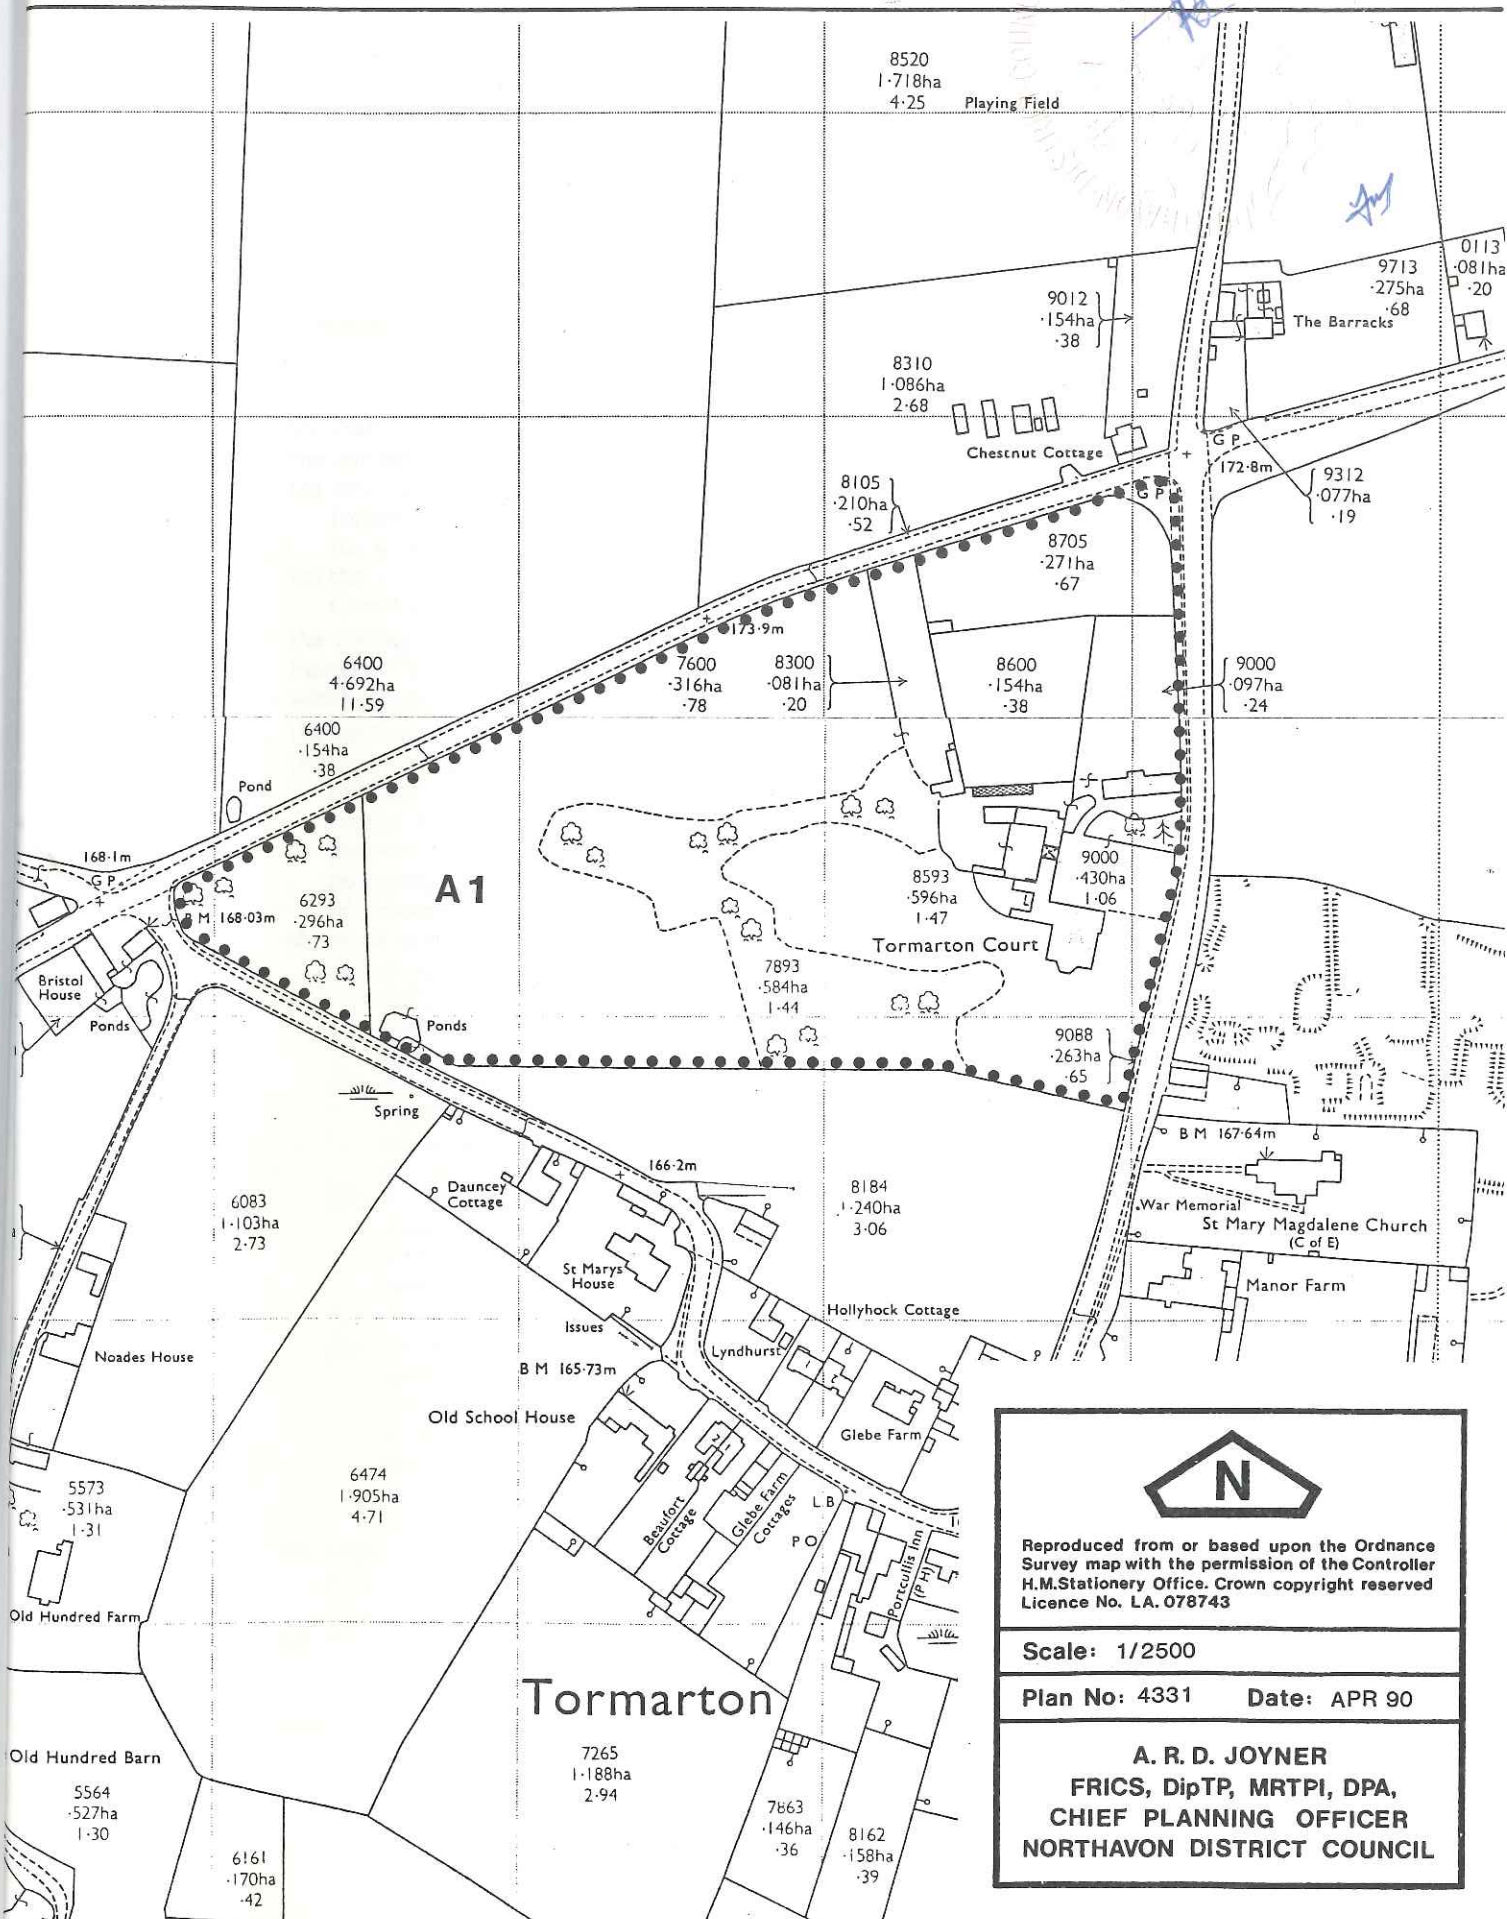 8520
1·718ha
4·25
Playing Field
9012
·154ha
·38
9713
·275ha
·68
0113
·081ha
·20
The Barracks
8310
1·086ha
2·68
Chestnut Cottage
G P
172·8m
9312
·077ha
·19
8105
·210ha
·52
G P
8705
·271ha
·67
173·9m
6400
4·692ha
11·59
7600
·316ha
·78
8300
·081ha
·20
8600
·154ha
·38
9000
·097ha
·24
6400
·154ha
·38
Pond
168·1m
G P
B M 168·03m
6293
·296ha
·73
A1
8593
·596ha
1·47
9000
·430ha
1·06
Tormarton Court
7893
·584ha
1·44
Bristol
House
Ponds
Ponds
9088
·263ha
·65
Spring
B M 167·64m
166·2m
Dauncey
Cottage
6083
1·103ha
2·73
8184
1·240ha
3·06
War Memorial
St Mary Magdalene Church
(C of E)
St Marys
House
Manor Farm
Hollyhock Cottage
Issues
Lyndhurst
Noades House
B M 165·73m
Old School House
Glebe Farm
2
1
1
2
5573
·531ha
1·31
6474
1·905ha
4·71
Beaufort
Cottage
Glebe Farm
Cottages
L B
P O
Portcullis Inn
(P H)
Old Hundred Farm
Tormarton
Old Hundred Barn
5564
·527ha
1·30
7265
1·188ha
2·94
7863
·146ha
·36
8162
·158ha
·39
6161
·170ha
·42
N
Reproduced from or based upon the Ordnance
Survey map with the permission of the Controller
H.M.Stationery Office. Crown copyright reserved
Licence No. LA. 078743
Scale: 1/2500
Plan No: 4331 Date: APR 90
A. R. D. JOYNER
FRICS, DipTP, MRTPI, DPA,
CHIEF PLANNING OFFICER
NORTHAVON DISTRICT COUNCIL